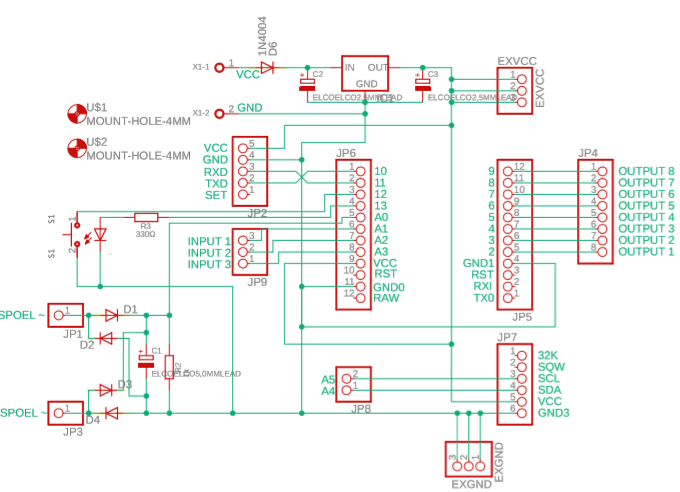 1N4004
D6
X1-1 1
VCC
IN OUT
GND
C2
C3
ELCOELCO2,5MMLEAD
ELCOELCO2,5MMLEAD
EXVCC
1
2
3
EXVCC
X1-2 2 GND
U$1
MOUNT-HOLE-4MM
U$2
MOUNT-HOLE-4MM
VCC 5
GND 4
RXD 3
TXD 2
SET 1
JP2
JP6
1 10
2 11
3 12
4 13
5 A0
6 A1
7 A2
8 A3
9 VCC
10 RST
11 GND0
12 RAW
9 12
8 11
7 10
6 9
5 8
4 7
3 6
2 5
GND1 4
RST 3
RXI 2
TX0 1
JP5
JP4
1 OUTPUT 8
2 OUTPUT 7
3 OUTPUT 6
4 OUTPUT 5
5 OUTPUT 4
6 OUTPUT 3
7 OUTPUT 2
8 OUTPUT 1
S1
1
2
S1
R3
330Ω
INPUT 1 3
INPUT 2 2
INPUT 3 1
JP9
SPOEL ~ 1
JP1
D1
D2
D3
D4
C1
ELCOELCO5,0MMLEAD
R2
SPOEL ~ 1
JP3
A5 2
A4 1
JP8
JP7
1 32K
2 SQW
3 SCL
4 SDA
5 VCC
6 GND3
3 2 1
EXGND
EXGND